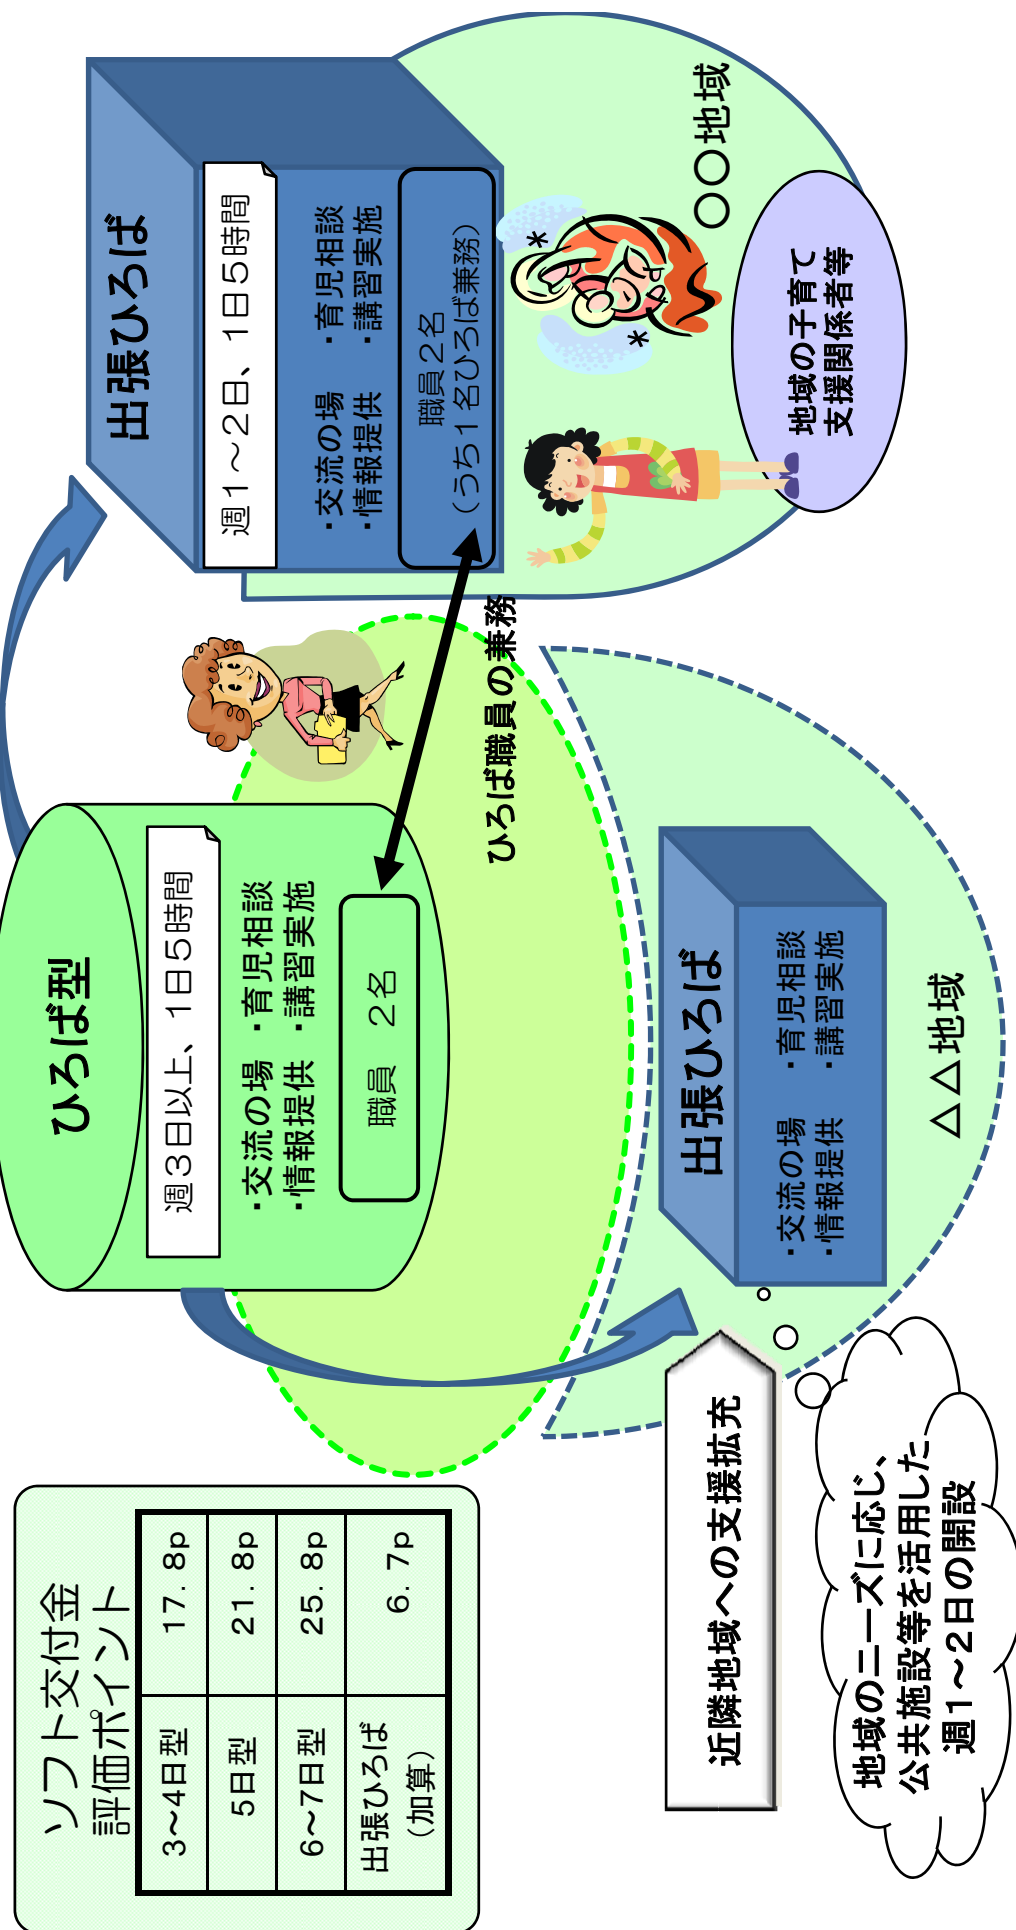 ソフト交付金
評価ポイント
3～4日型 17.8p
5日型 21.8p
6～7日型 25.8p
出張ひろば
（加算） 6.7p
ひろば型
週3日以上、1日5時間
・交流の場 ・育児相談
・情報提供 ・講習実施
職員 2名
出張ひろば
週1～2日、1日5時間
・交流の場 ・育児相談
・情報提供 ・講習実施
職員2名
（うち1名ひろば兼務）
ひろば職員の兼務
〇〇地域
地域の子育て
支援関係者等
近隣地域への支援拡充
出張ひろば
・交流の場 ・育児相談
・情報提供 ・講習実施
△△地域
地域のニーズに応じ、
公共施設等を活用した、
週1～2日の開設